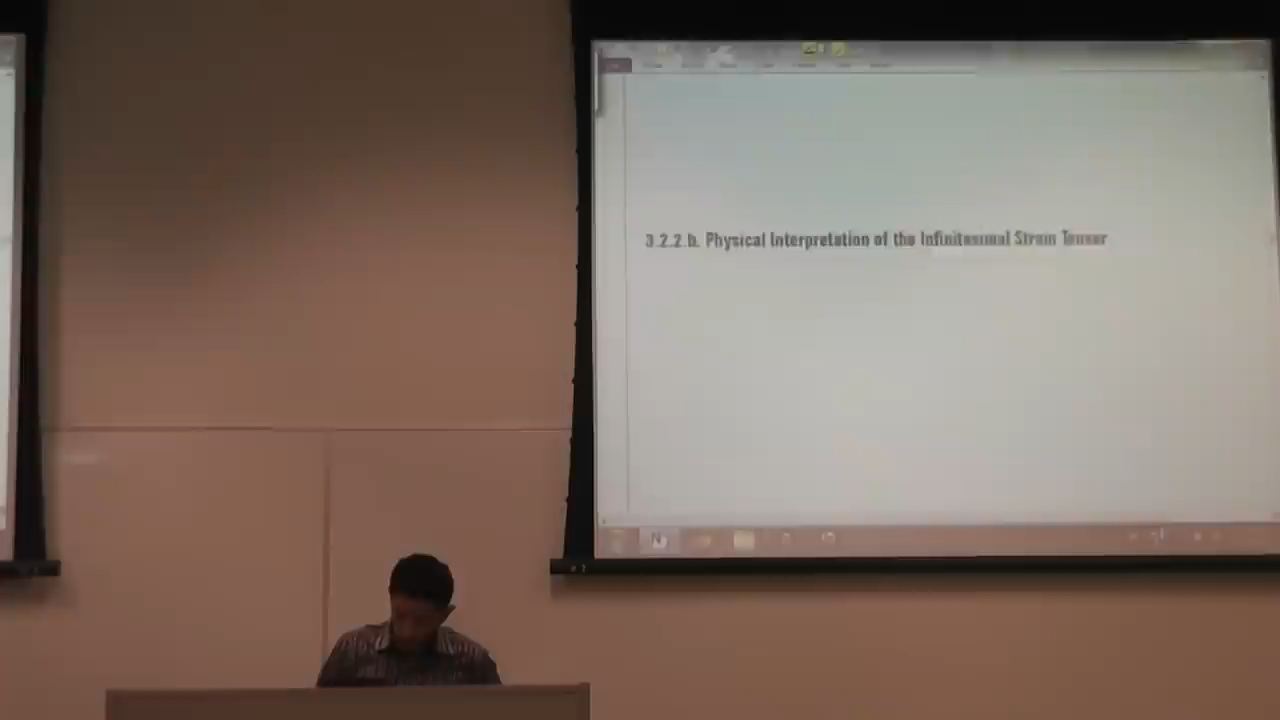 3.2.2.b. Physical Interpretation of the Infinitesimal Strain Tensor